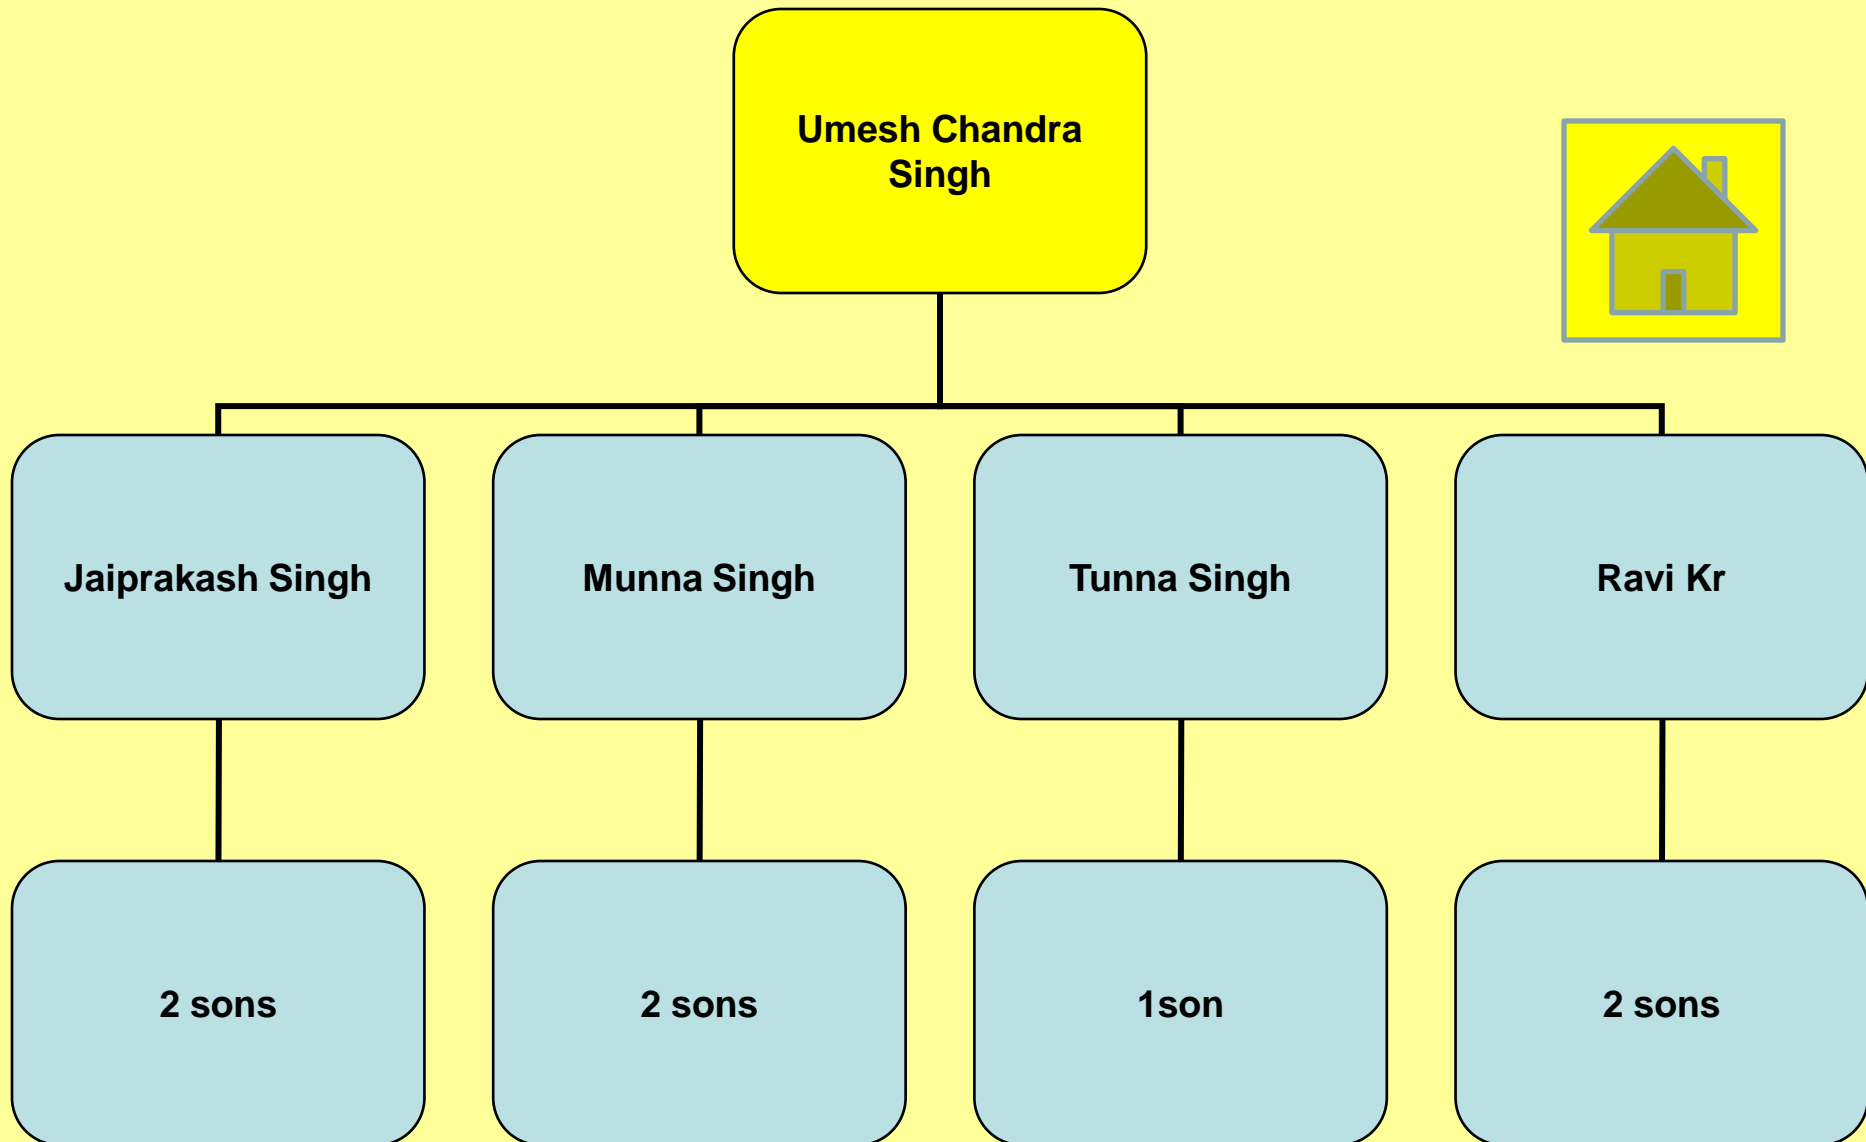 Umesh Chandra
Singh
Jaiprakash Singh
Munna Singh
Tunna Singh
Ravi Kr
2 sons
2 sons
1son
2 sons